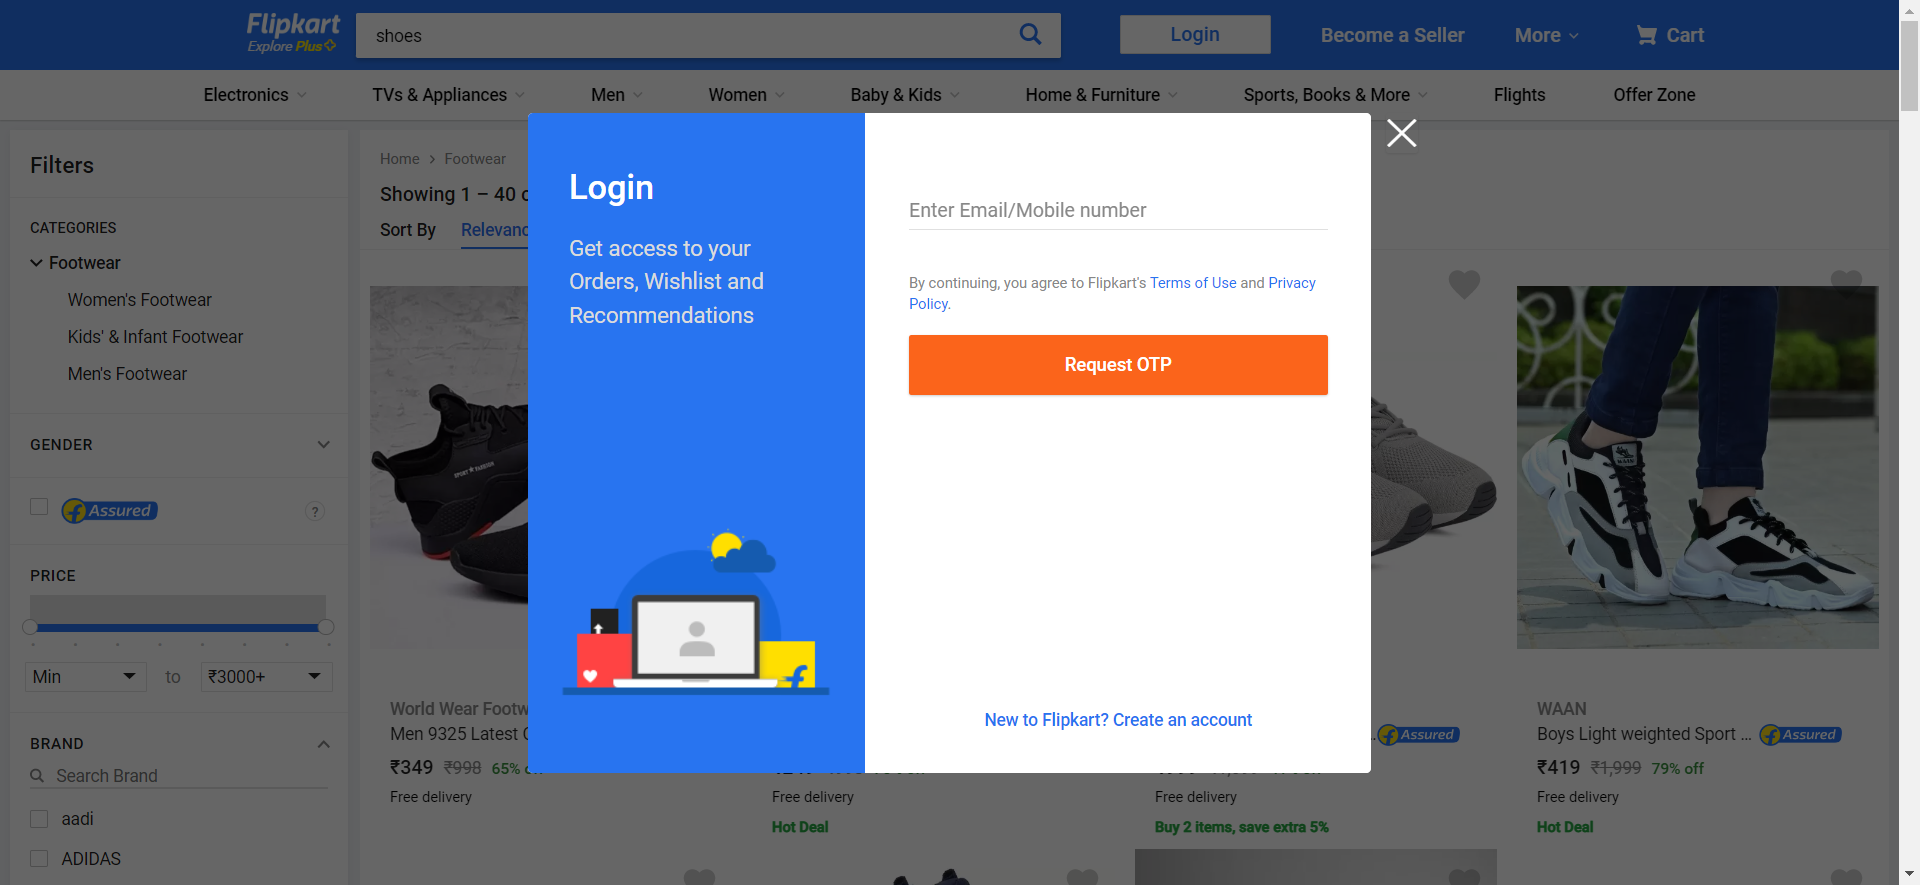 Flipkart
Explore Plus
shoes
Login
Become a Seller
More
Cart
Electronics
TVs & Appliances
Men
Women
Baby & Kids
Home & Furniture
Sports, Books & More
Flights
Offer Zone
Filters
CATEGORIES
Footwear
Women's Footwear
Kids' & Infant Footwear
Men's Footwear
GENDER
Assured
?
PRICE
Min
to
₹3000+
BRAND
Search Brand
aadi
ADIDAS
Home
Footwear
Showing 1 – 40 o
Sort By
Relevanc
Login
Get access to your
Orders, Wishlist and
Recommendations
Enter Email/Mobile number
By continuing, you agree to Flipkart's Terms of Use and Privacy
Policy.
Request OTP
New to Flipkart? Create an account
SPORT FASHION
World Wear Footw
Men 9325 Latest
₹349 ₹998 65% o
Free delivery
Free delivery
Hot Deal
Assured
Free delivery
Buy 2 items, save extra 5%
WAAN
Boys Light weighted Sport ...
Assured
₹419 ₹1,999 79% off
Free delivery
Hot Deal